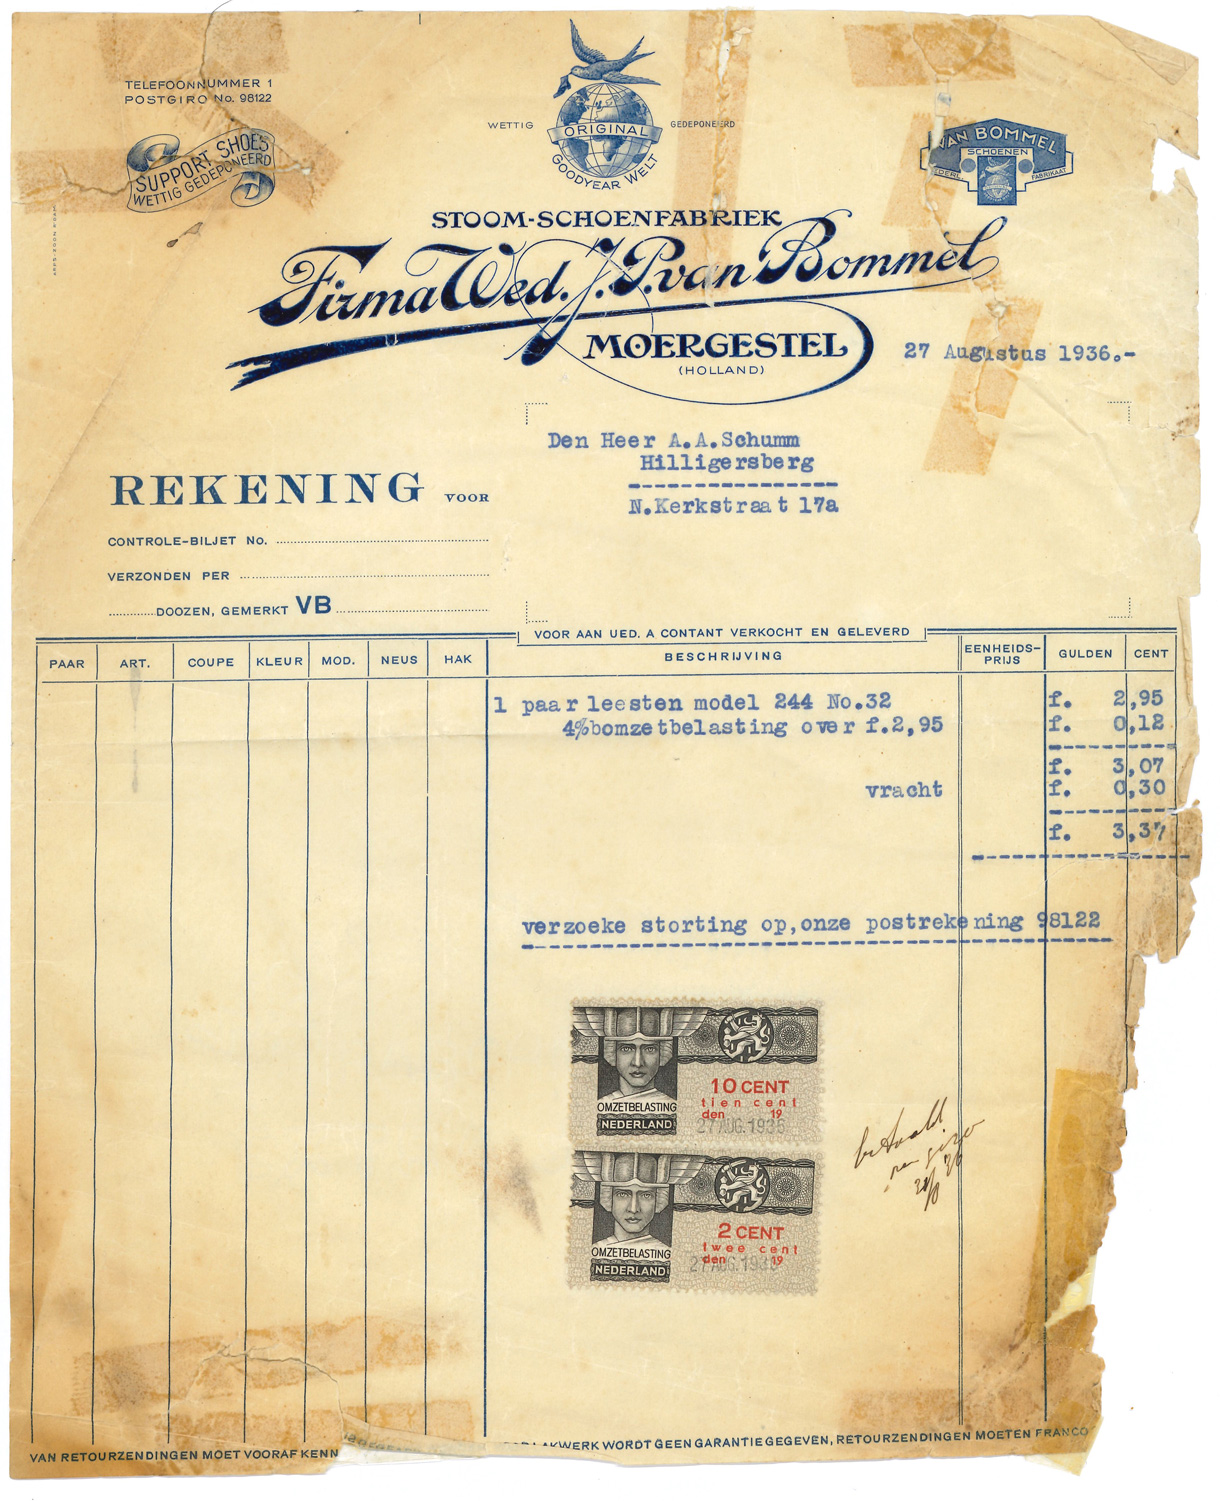 TELEFOONNUMMER 1
POSTGIRO No. 98122
SUPPORT SHOES
WETTIG GEDEPONEERD
WETTIG GEDEPONEERD
ORIGINAL
GOODYEAR WELT
VAN BOMMEL
SCHOENEN
NEDERL. FABRIKAAT
STOOM-SCHOENFABRIEK
Firma Wed. J. P. van Bommel
MOERGESTEL
(HOLLAND)
27 Augustus 1936.-
Den Heer A.A.Schumm
Hilligersberg
N.Kerkstraat 17a
REKENING VOOR
CONTROLE-BILJET No.
VERZONDEN PER
DOOZEN, GEMERKT VB
VOOR AAN UED. A CONTANT VERKOCHT EN GELEVERD
PAAR ART. COUPE KLEUR MOD. NEUS HAK BESCHRIJVING EENHEIDS-PRIJS GULDEN CENT
1 paar leesten model 244 No.32 f. 2,95
4%bomzetbelasting over f.2,95 f. 0,12
f. 3,07
vracht f. 0,30
f. 3,37
verzoeke storting op,onze postrekening 98122
10 CENT
tien cent
den 19
27 AUG. 1936
OMZETBELASTING
NEDERLAND
2 CENT
twee cent
den 19
27 AUG. 1936
OMZETBELASTING
NEDERLAND
betaald
per giro
VAN RETOURZENDINGEN MOET VOORAF KENN
LAKWERK WORDT GEEN GARANTIE GEGEVEN, RETOURZENDINGEN MOETEN FRANCO